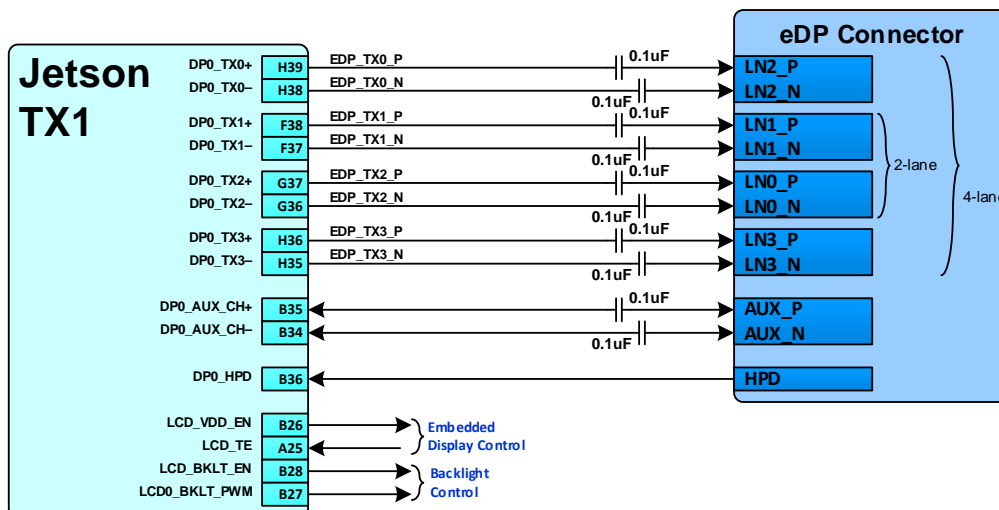 eDP Connector
Jetson
TX1
DP0_TX0+ H39 EDP_TX0_P 0.1uF LN2_P
DP0_TX0– H38 EDP_TX0_N 0.1uF LN2_N
DP0_TX1+ F38 EDP_TX1_P 0.1uF LN1_P
DP0_TX1– F37 EDP_TX1_N 0.1uF LN1_N
2-lane
DP0_TX2+ G37 EDP_TX2_P 0.1uF LN0_P
DP0_TX2– G36 EDP_TX2_N 0.1uF LN0_N
4-lane
DP0_TX3+ H36 EDP_TX3_P 0.1uF LN3_P
DP0_TX3– H35 EDP_TX3_N 0.1uF LN3_N
DP0_AUX_CH+ B35 0.1uF AUX_P
DP0_AUX_CH– B34 0.1uF AUX_N
DP0_HPD B36 HPD
LCD_VDD_EN B26 Embedded
LCD_TE A25 Display Control
LCD_BKLT_EN B28 Backlight
LCD0_BKLT_PWM B27 Control